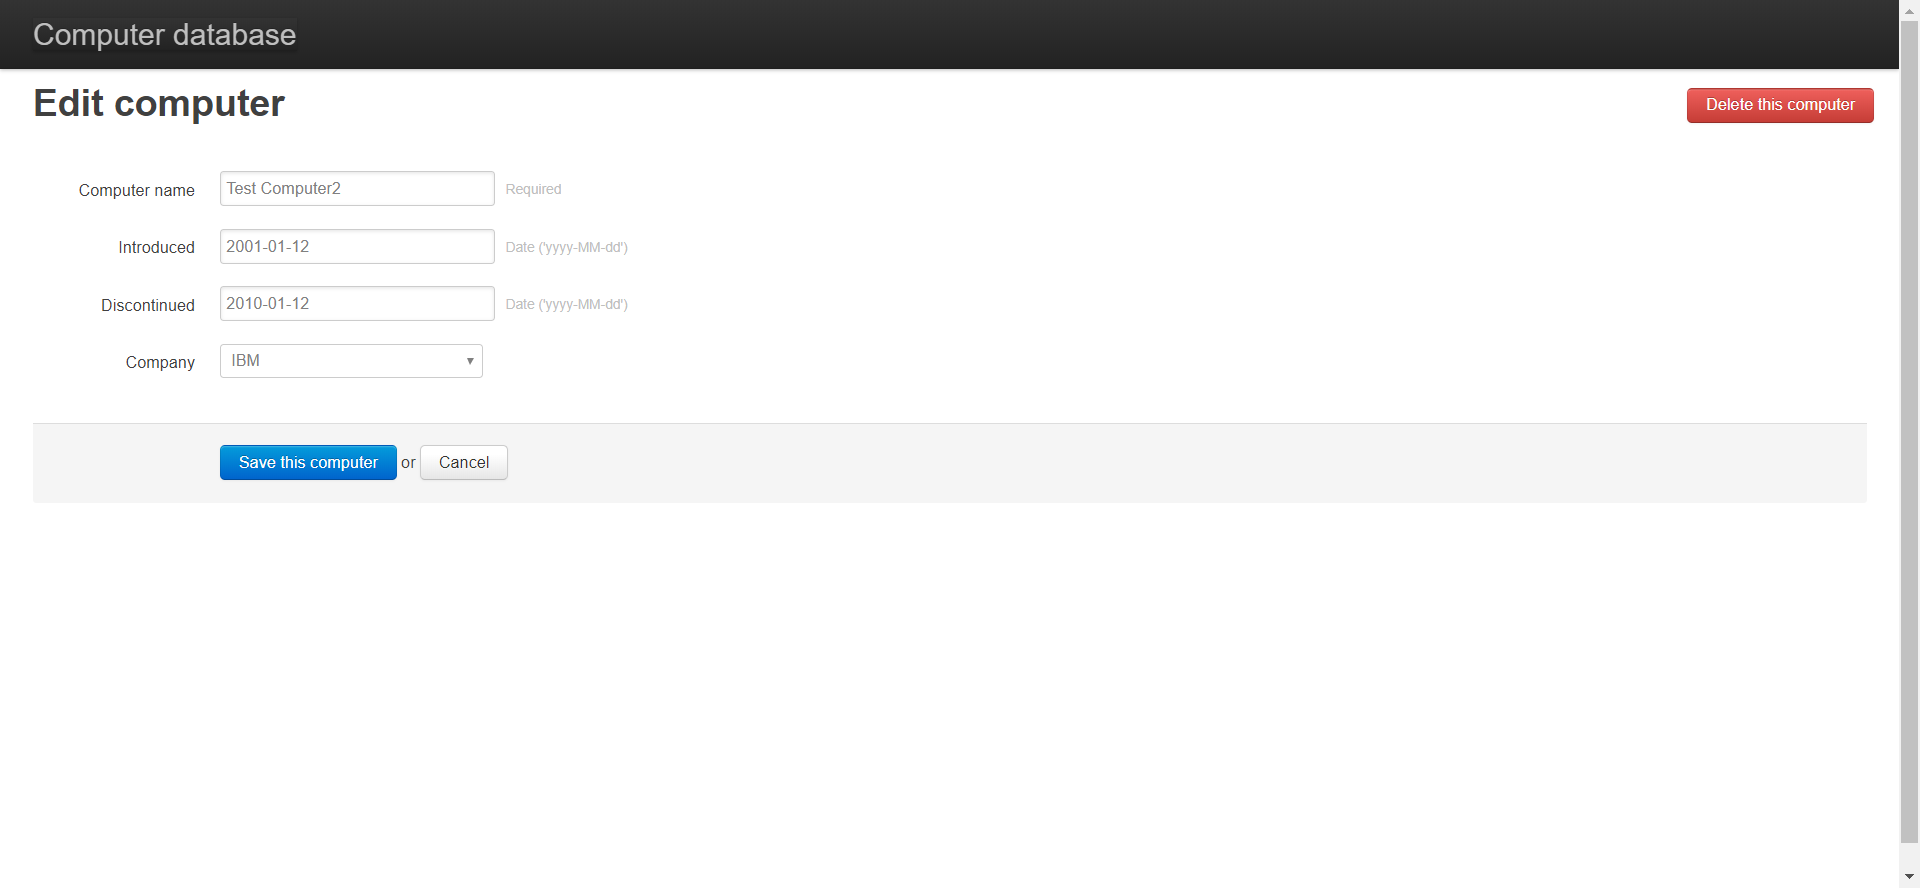 Computer database
Edit computer
Delete this computer
Computer name Test Computer2 Required
Introduced 2001-01-12 Date ('yyyy-MM-dd')
Discontinued 2010-01-12 Date ('yyyy-MM-dd')
Company IBM
Save this computer or Cancel